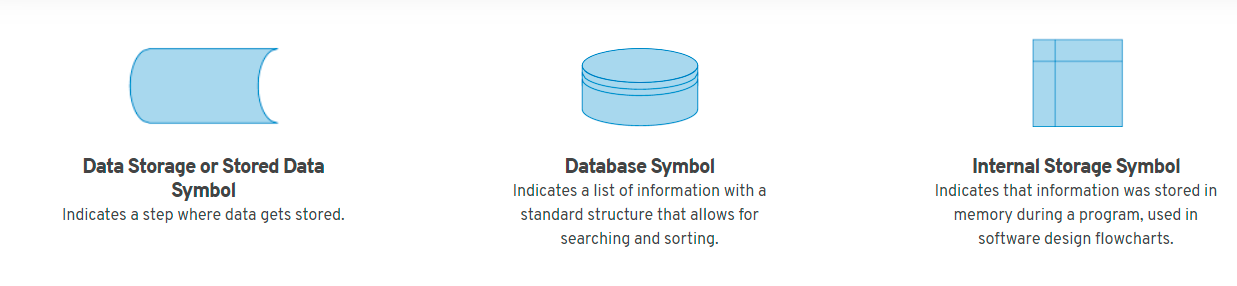 Data Storage or Stored Data
Symbol
Indicates a step where data gets stored.
Database Symbol
Indicates a list of information with a
standard structure that allows for
searching and sorting.
Internal Storage Symbol
Indicates that information was stored in
memory during a program, used in
software design flowcharts.